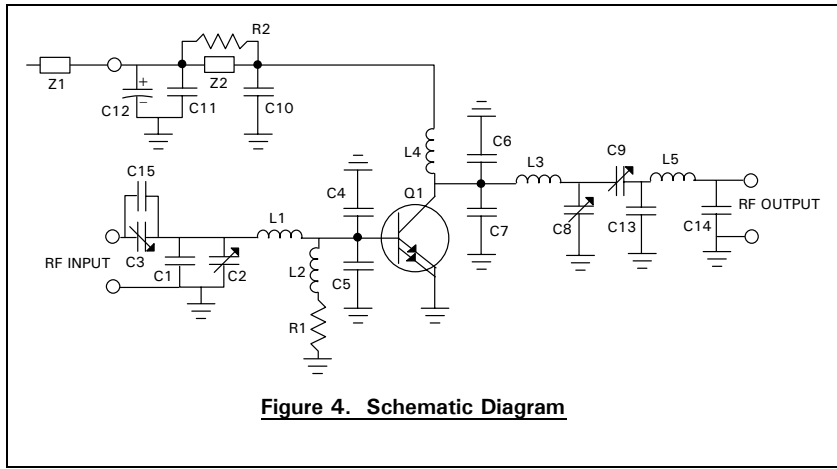 R2
Z1
Z2
C12
+
−
C11
C10
L4
C6
C9
C15
C4
Q1
L3
L5
L1
RF OUTPUT
C3
C7
C8
C13
C14
RF INPUT
C1
C2
L2
C5
R1
Figure 4. Schematic Diagram